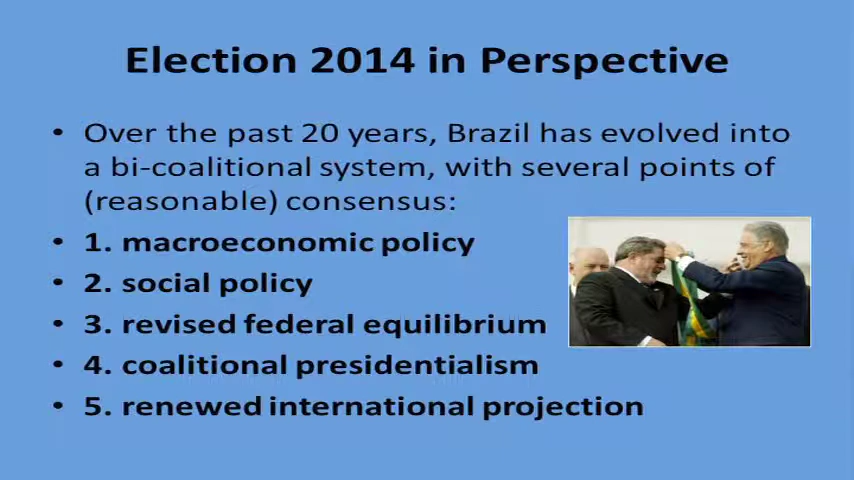 Election 2014 in Perspective
• Over the past 20 years, Brazil has evolved into
a bi-coalitional system, with several points of
(reasonable) consensus:
• 1. macroeconomic policy
• 2. social policy
• 3. revised federal equilibrium
• 4. coalitional presidentialism
• 5. renewed international projection